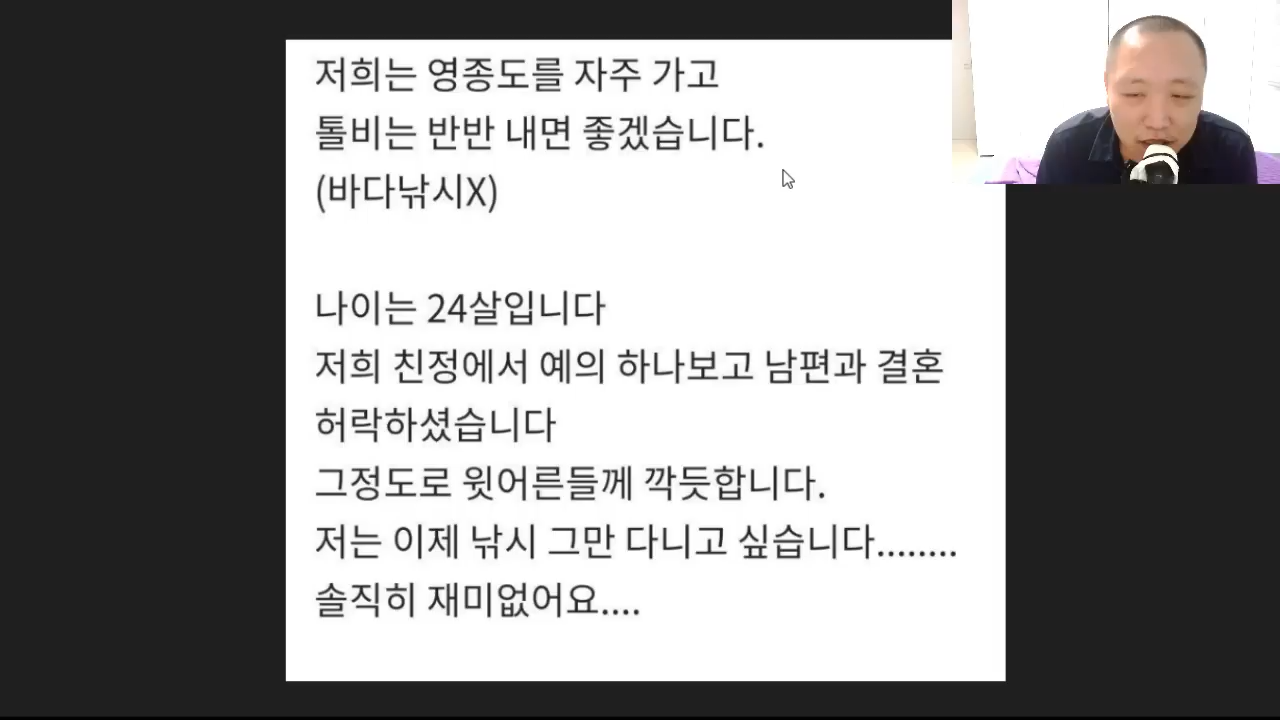 저희는 영종도를 자주 가고
톨비는 반반 내면 좋겠습니다.
(바다낚시X)
나이는 24살입니다
저희 친정에서 예의 하나보고 남편과 결혼
허락하셨습니다
그정도로 윗어른들께 깍듯합니다.
저는 이제 낚시 그만 다니고 싶습니다........
솔직히 재미없어요....